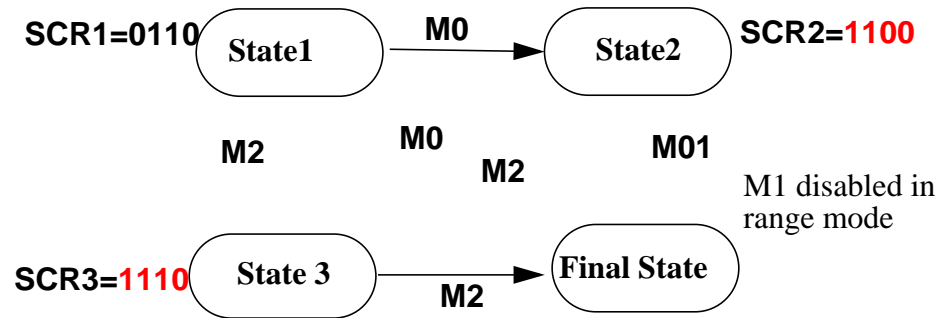 SCR1=0110 State1 M0 State2 SCR2=1100
M2 M0 M01
M2
M1 disabled in
range mode
SCR3=1110 State 3 M2 Final State